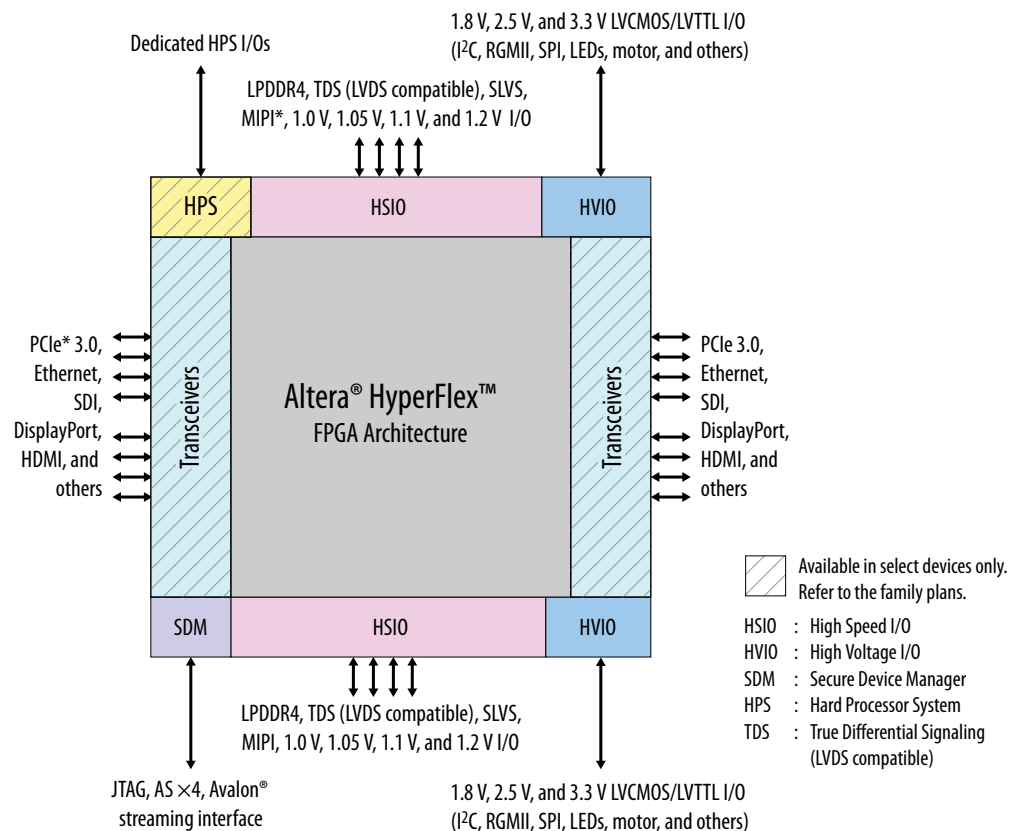 Dedicated HPS I/Os
1.8 V, 2.5 V, and 3.3 V LVCMOS/LVTTL I/O
(I²C, RGMII, SPI, LEDs, motor, and others)
LPDDR4, TDS (LVDS compatible), SLVS,
MIPI*, 1.0 V, 1.05 V, 1.1 V, and 1.2 V I/O
HPS
HSIO
HVIO
PCIe* 3.0,
Ethernet,
SDI,
DisplayPort,
HDMI, and
others
Transceivers
Altera® HyperFlex™
FPGA Architecture
Transceivers
PCIe 3.0,
Ethernet,
SDI,
DisplayPort,
HDMI, and
others
SDM
HSIO
HVIO
LPDDR4, TDS (LVDS compatible), SLVS,
MIPI, 1.0 V, 1.05 V, 1.1 V, and 1.2 V I/O
JTAG, AS ×4, Avalon®
streaming interface
1.8 V, 2.5 V, and 3.3 V LVCMOS/LVTTL I/O
(I²C, RGMII, SPI, LEDs, motor, and others)
Available in select devices only.
Refer to the family plans.
HSIO : High Speed I/O
HVIO : High Voltage I/O
SDM : Secure Device Manager
HPS : Hard Processor System
TDS : True Differential Signaling
(LVDS compatible)